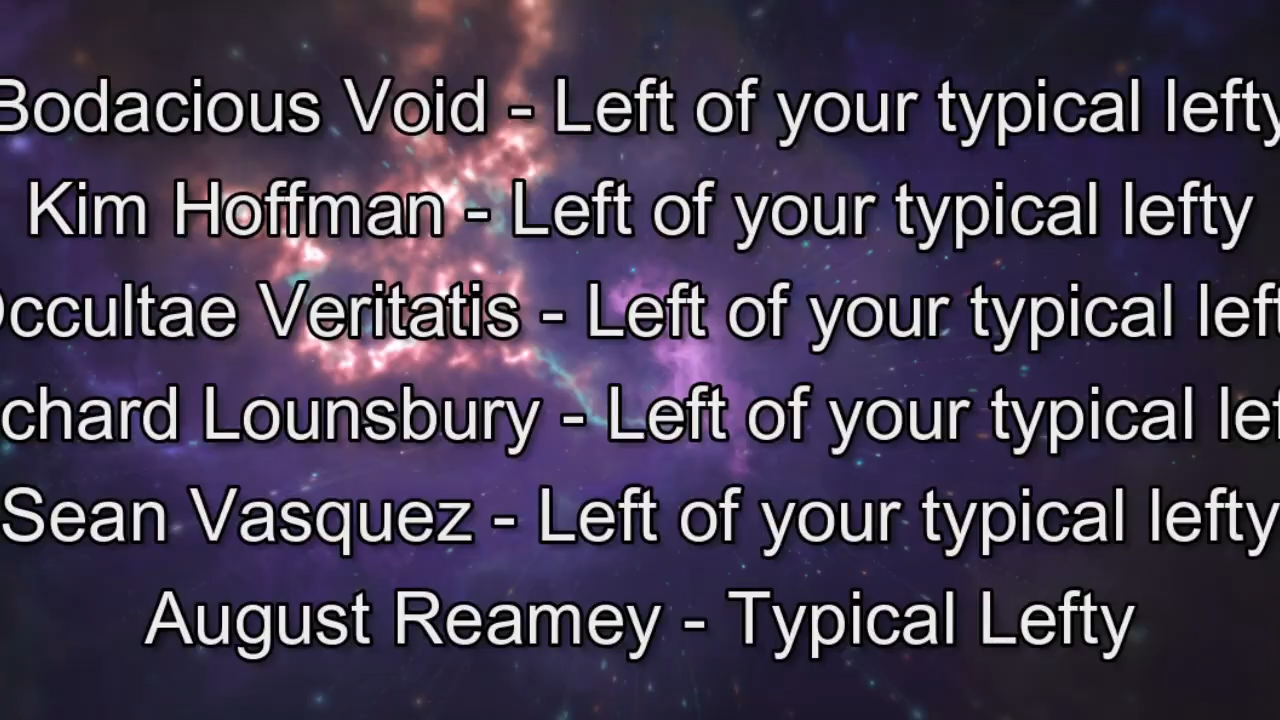 Bodacious Void - Left of your typical lefty
Kim Hoffman - Left of your typical lefty
Occultae Veritatis - Left of your typical left
chard Lounsbury - Left of your typical lef
Sean Vasquez - Left of your typical lefty
August Reamey - Typical Lefty